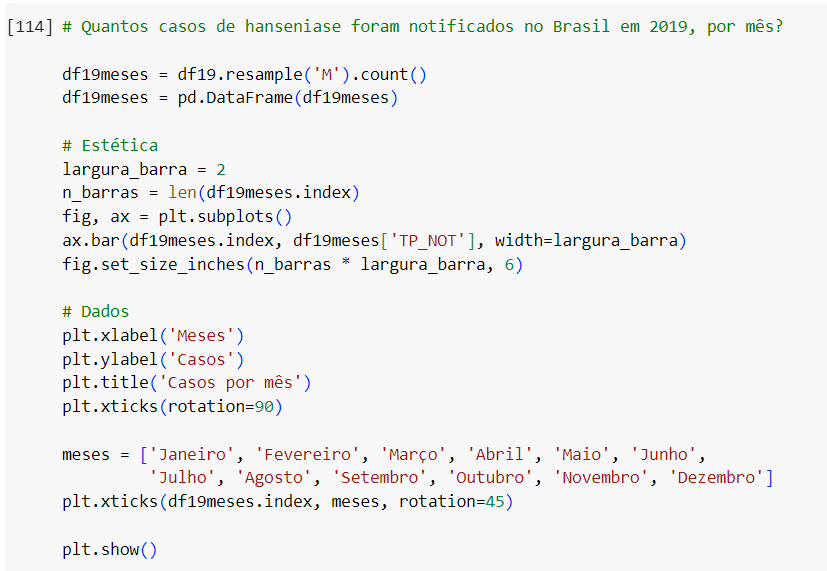 [114] # Quantos casos de hanseniase foram notificados no Brasil em 2019, por mês?
df19meses = df19.resample('M').count()
df19meses = pd.DataFrame(df19meses)
# Estética
largura_barra = 2
n_barras = len(df19meses.index)
fig, ax = plt.subplots()
ax.bar(df19meses.index, df19meses['TP_NOT'], width=largura_barra)
fig.set_size_inches(n_barras * largura_barra, 6)
# Dados
plt.xlabel('Meses')
plt.ylabel('Casos')
plt.title('Casos por mês')
plt.xticks(rotation=90)
meses = ['Janeiro', 'Fevereiro', 'Março', 'Abril', 'Maio', 'Junho',
'Julho', 'Agosto', 'Setembro', 'Outubro', 'Novembro', 'Dezembro']
plt.xticks(df19meses.index, meses, rotation=45)
plt.show()